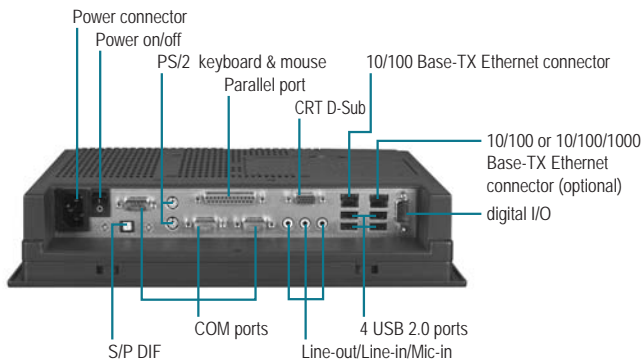 Power connector
Power on/off
PS/2 keyboard & mouse
Parallel port
CRT D-Sub
10/100 Base-TX Ethernet connector
10/100 or 10/100/1000
Base-TX Ethernet
connector (optional)
digital I/O
S/P DIF
COM ports
Line-out/Line-in/Mic-in
4 USB 2.0 ports